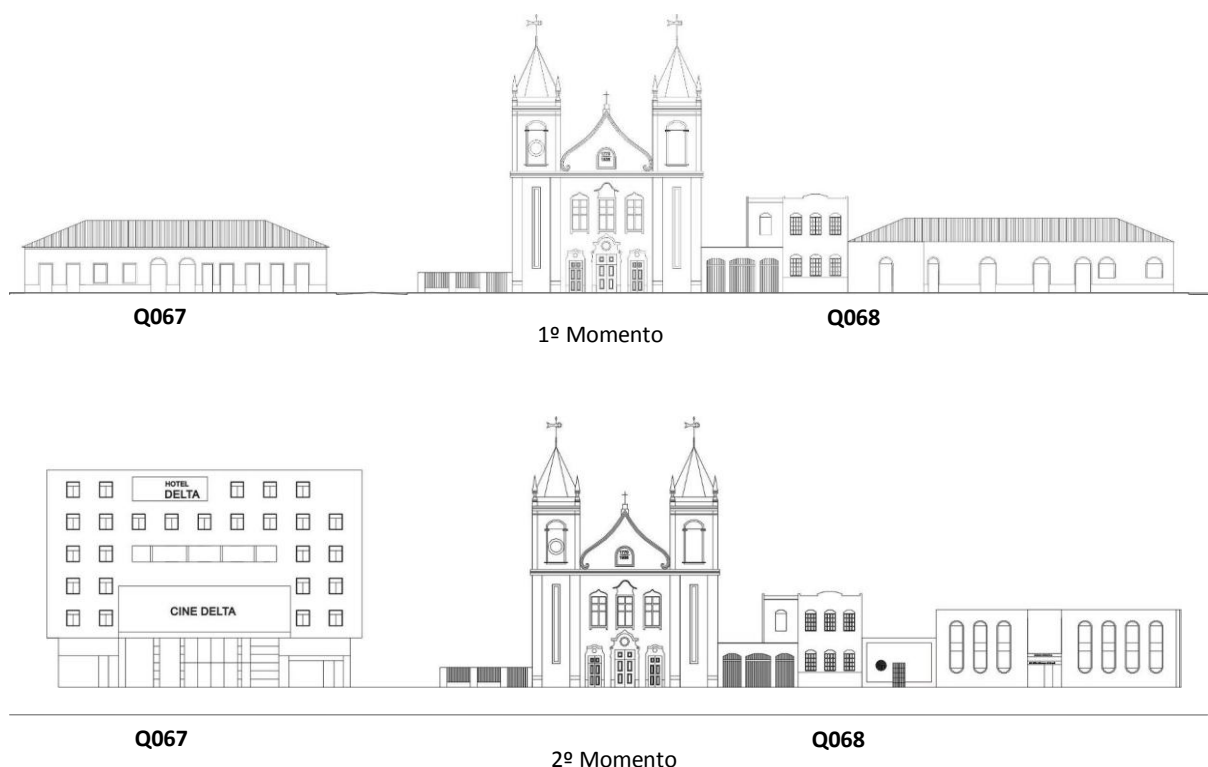 Q067
Q068
1º Momento
HOTEL
DELTA
CINE DELTA
Q067
Q068
2º Momento